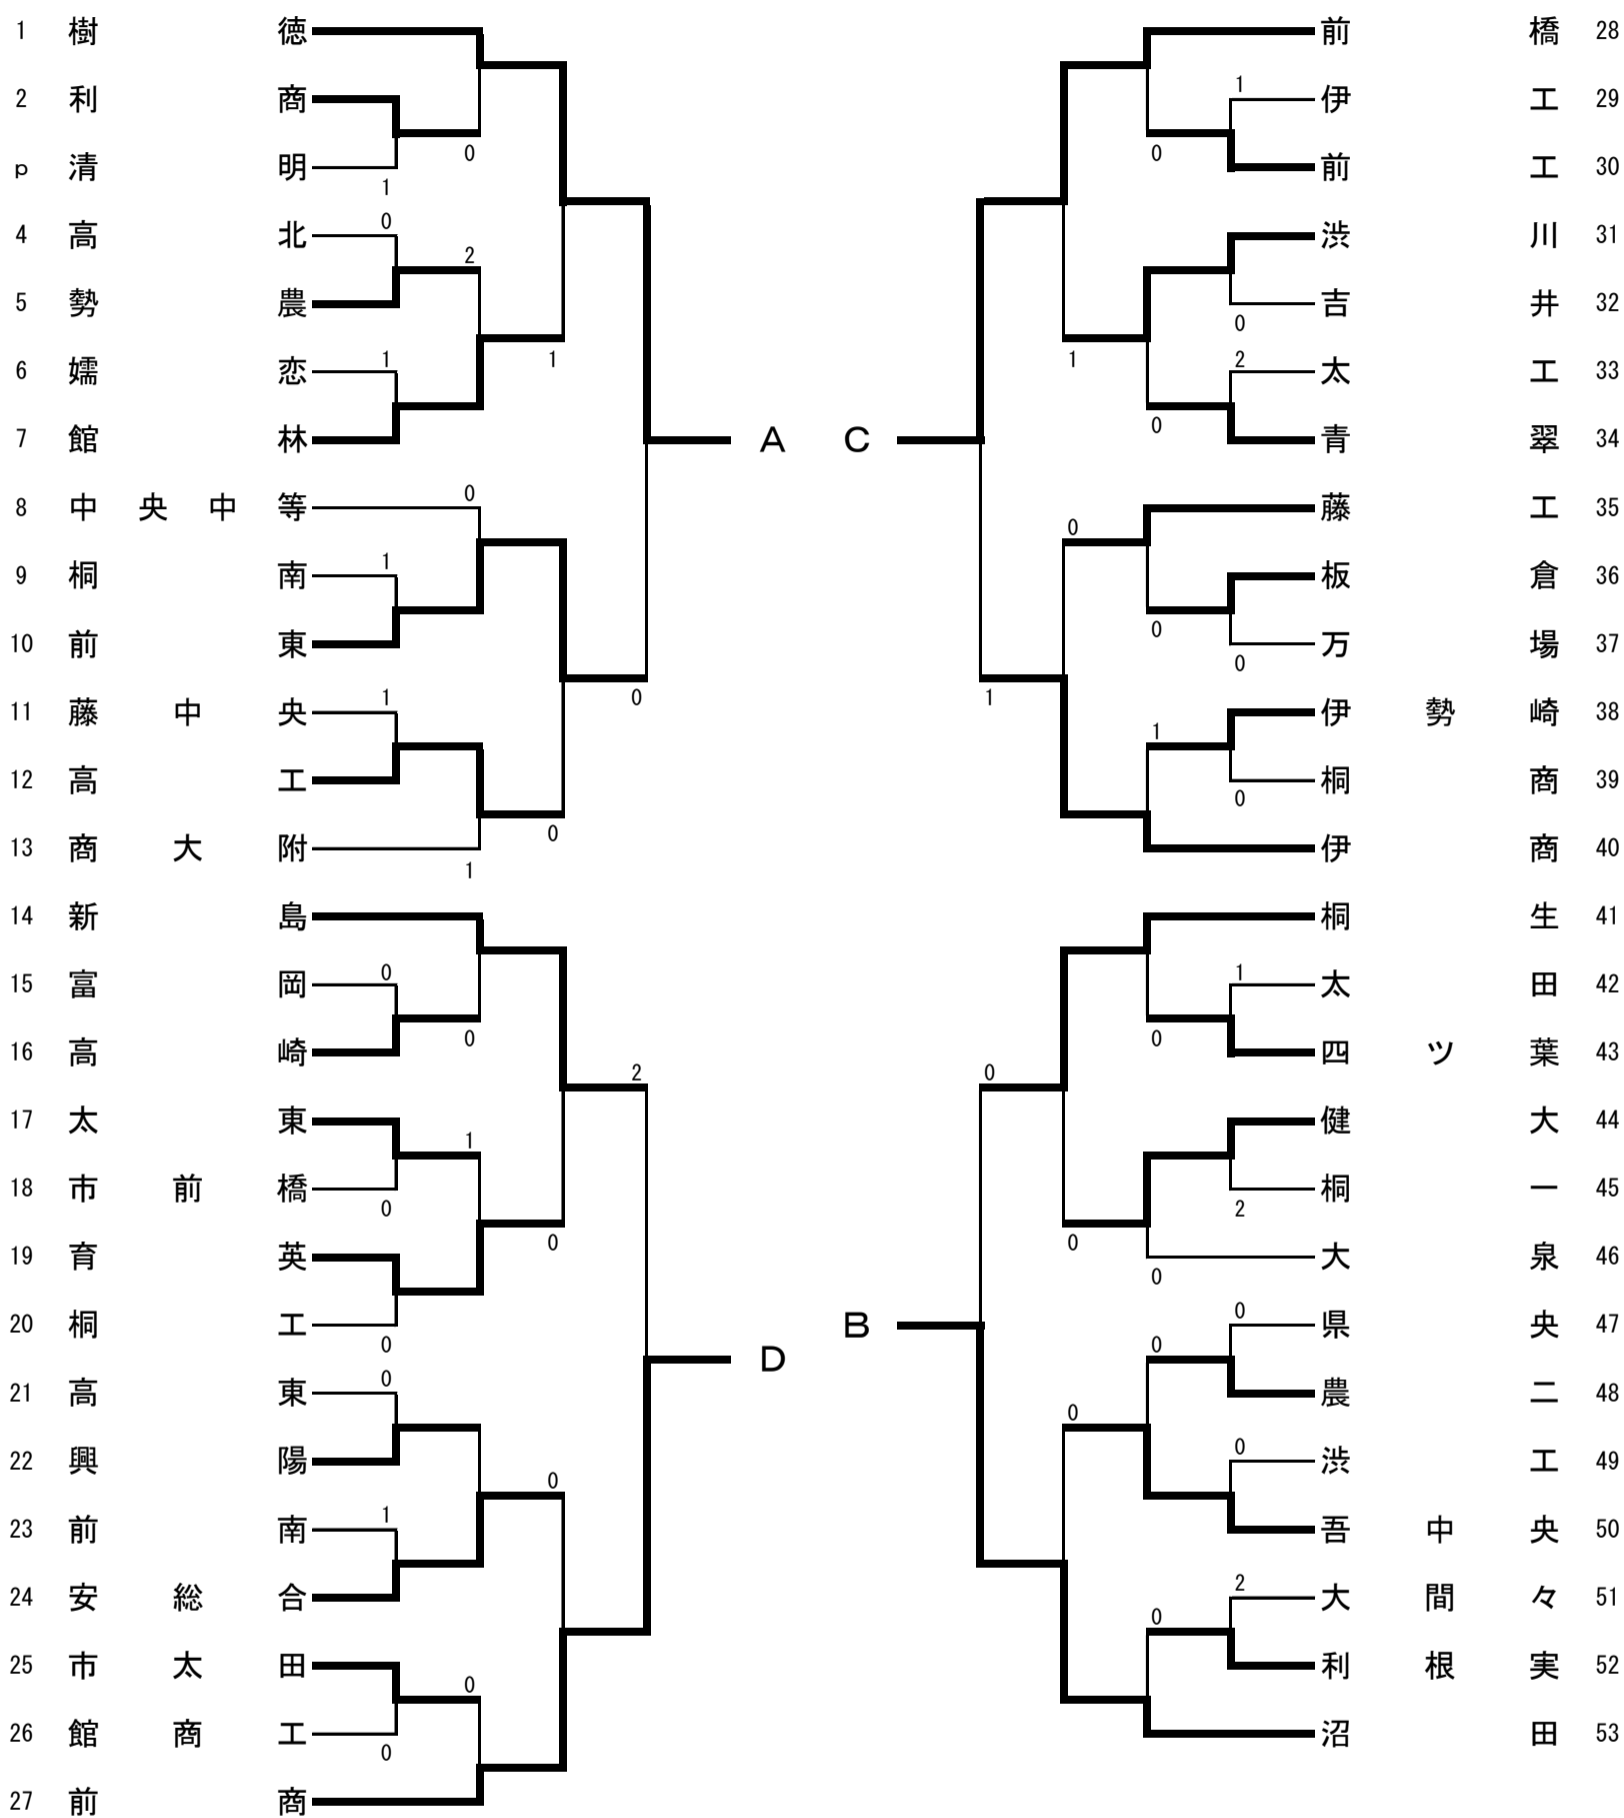 1 樹 徳
2 利 商
0
p 清 明
1
4 高 北
0
2
5 勢 農
6 嬬 恋
1
1
7 館 林
A
8 中 央 中 等
0
9 桐 南
1
10 前 東
0
11 藤 中 央
1
12 高 工
0
13 商 大 附
1
14 新 島
15 富 岡
0
16 高 崎
0
2
17 太 東
1
18 市 前 橋
0
19 育 英
0
20 桐 工
0
21 高 東
0
D
22 興 陽
0
23 前 南
1
24 安 総 合
25 市 太 田
0
26 館 商 工
0
27 前 商
前 橋 28
1
伊 工 29
0
前 工 30
渋 川 31
吉 井 32
0
1
2
太 工 33
0
青 翠 34
C
藤 工 35
0
板 倉 36
0
万 場 37
0
1
伊 勢 崎 38
1
桐 商 39
0
伊 商 40
桐 生 41
1
太 田 42
0
四 ツ 葉 43
0
健 大 44
桐 一 45
2
0
大 泉 46
0
0
県 央 47
B
0
農 二 48
0
0
渋 工 49
吾 中 央 50
2
大 間 々 51
0
利 根 実 52
沼 田 53